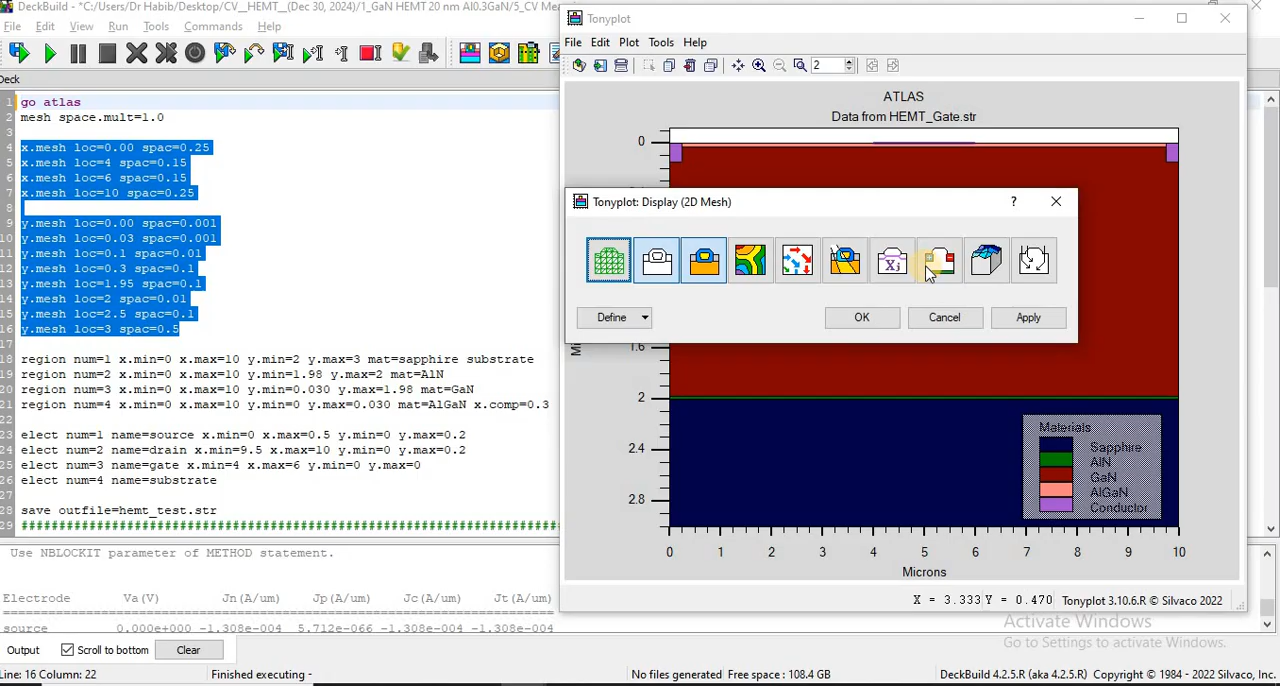 DeckBuild - *C:/Users/Dr Habib/Desktop/CV__HEMT__(Dec 30, 2024)/1_GaN HEMT 20 nm Al0.3GaN/5_CV Mea
File Edit View Run Tools Commands Help
Deck
1 go atlas
2 mesh space.mult=1.0
3
4 x.mesh loc=0.00 spac=0.25
5 x.mesh loc=4 spac=0.15
6 x.mesh loc=6 spac=0.15
7 x.mesh loc=10 spac=0.25
8
9 y.mesh loc=0.00 spac=0.001
10 y.mesh loc=0.03 spac=0.001
11 y.mesh loc=0.1 spac=0.01
12 y.mesh loc=0.3 spac=0.1
13 y.mesh loc=1.95 spac=0.1
14 y.mesh loc=2 spac=0.01
15 y.mesh loc=2.5 spac=0.1
16 y.mesh loc=3 spac=0.5
17
18 region num=1 x.min=0 x.max=10 y.min=2 y.max=3 mat=sapphire substrate
19 region num=2 x.min=0 x.max=10 y.min=1.98 y.max=2 mat=AlN
20 region num=3 x.min=0 x.max=10 y.min=0.030 y.max=1.98 mat=GaN
21 region num=4 x.min=0 x.max=10 y.min=0 y.max=0.030 mat=AlGaN x.comp=0.3
22
23 elect num=1 name=source x.min=0 x.max=0.5 y.min=0 y.max=0.2
24 elect num=2 name=drain x.min=9.5 x.max=10 y.min=0 y.max=0.2
25 elect num=3 name=gate x.min=4 x.max=6 y.min=0 y.max=0
26 elect num=4 name=substrate
27
28 save outfile=hemt_test.str
29 ############################################################
Use NBLOCKIT parameter of METHOD statement.
Electrode Va(V) Jn(A/um) Jp(A/um) Jc(A/um) Jt(A/um)
source 0.000e+000 -1.308e-004 5.712e-066 -1.308e-004 -1.308e-004
Output Scroll to bottom Clear
Line: 16 Column: 22 Finished executing - No files generated Free space : 108.4 GB DeckBuild 4.2.5.R (aka 4.2.5.R) Copyright © 1984 - 2022 Silvaco, Inc.
Tonyplot
File Edit Plot Tools Help
2
ATLAS
Data from HEMT_Gate.str
0
Tonyplot: Display (2D Mesh)
?
Xj
Define OK Cancel Apply
1.6
2
2.4
2.8
Materials
Sapphire
AlN
GaN
0 1 2 3 4 5 6 7 8 9 10
Microns
X = 3.333 Y = 0.470 Tonyplot 3.10.6.R © Silvaco 2022
Activate Windows
Go to Settings to activate Windows.